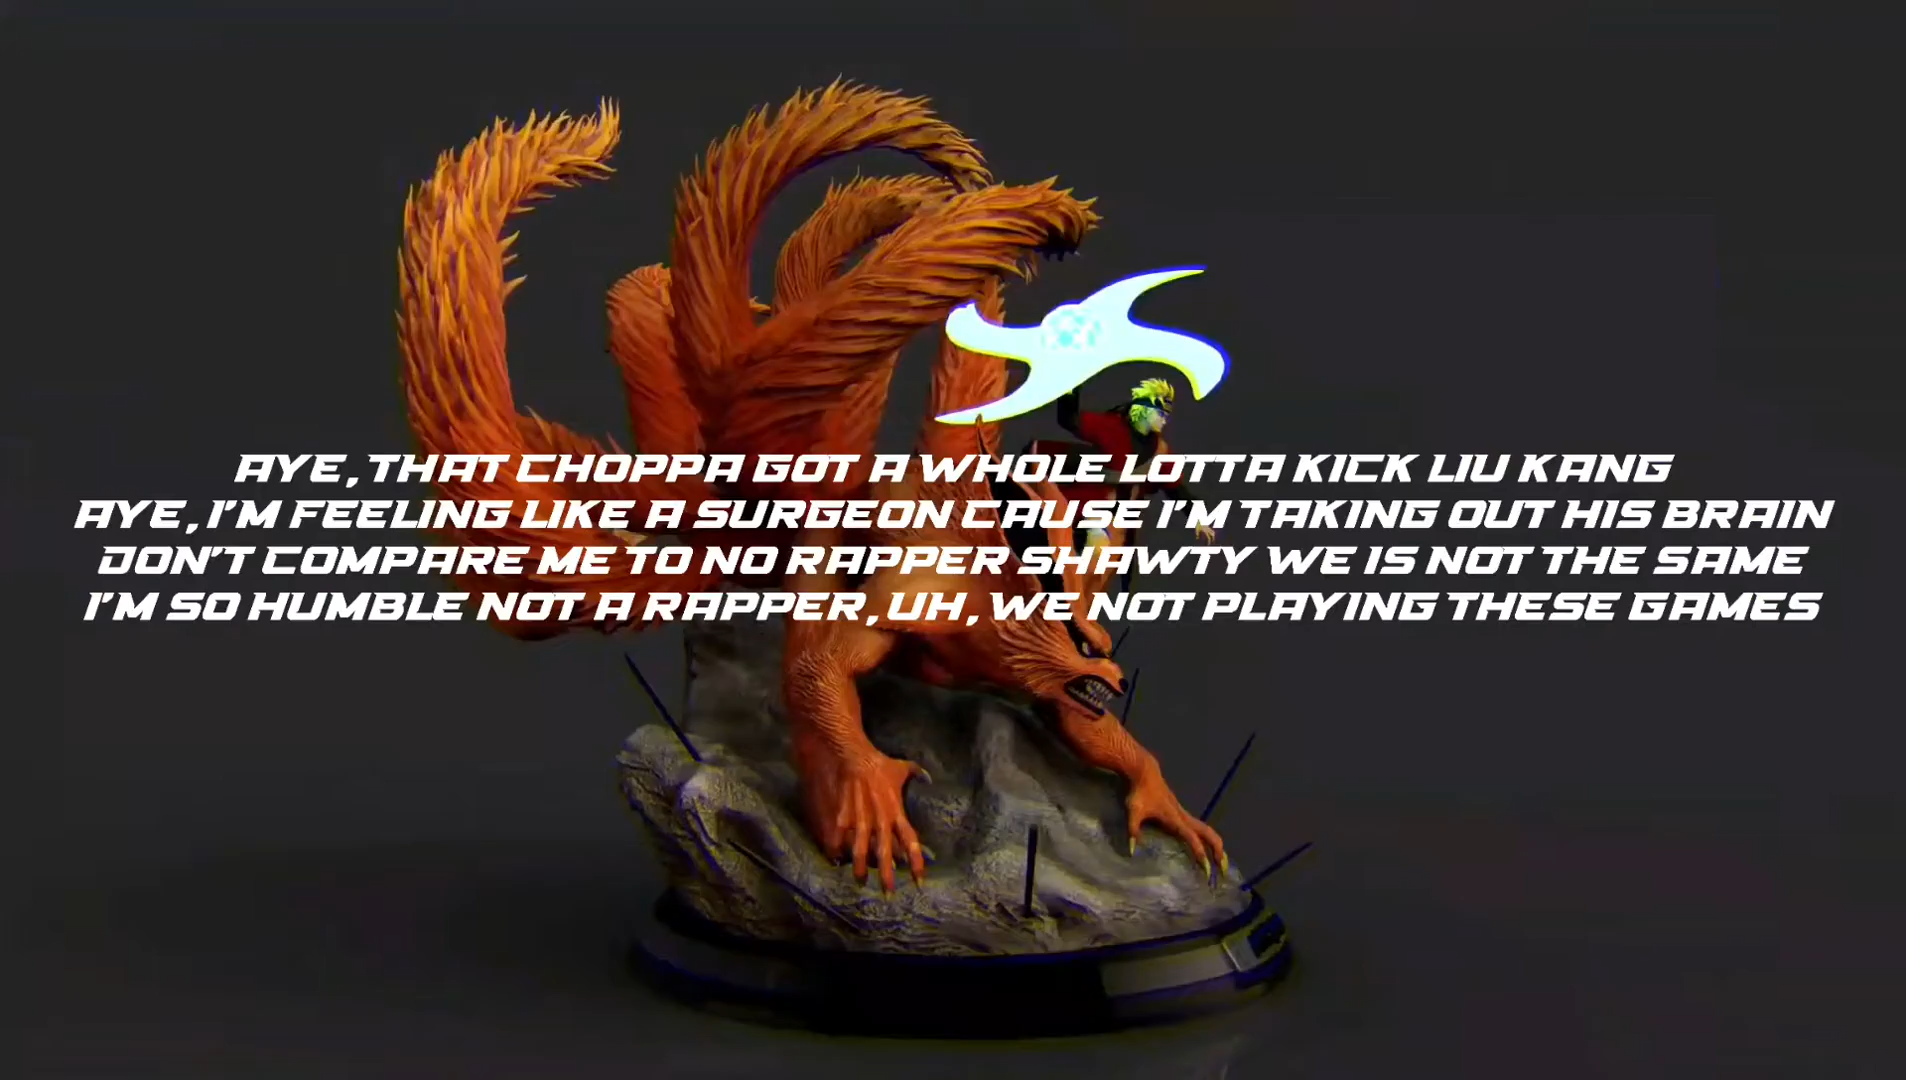 AYE, THAT CHOPPA GOT A WHOLE LOTTA KICK LIU KANG
AYE, I'M FEELING LIKE A SURGEON CAUSE I'M TAKING OUT HIS BRAIN
DON'T COMPARE ME TO NO RAPPER SHAWTY WE IS NOT THE SAME
I'M SO HUMBLE NOT A RAPPER, UH, WE NOT PLAYING THESE GAMES